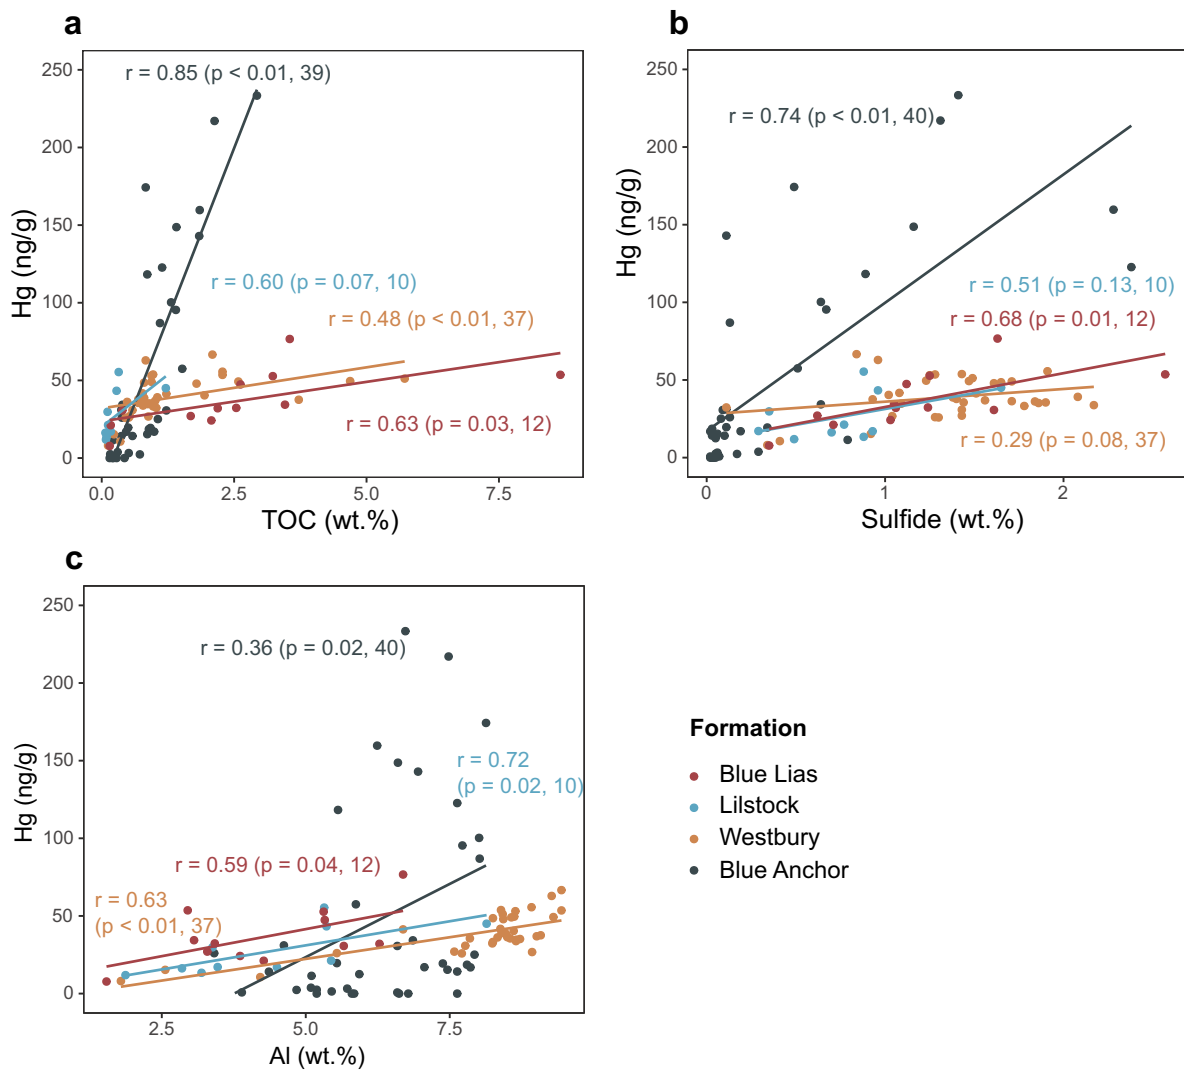 a
r = 0.85 (p < 0.01, 39)
r = 0.60 (p = 0.07, 10)
r = 0.48 (p < 0.01, 37)
r = 0.63 (p = 0.03, 12)
250
200
150
100
50
0
Hg (ng/g)
0.0 2.5 5.0 7.5
TOC (wt.%)
b
r = 0.74 (p < 0.01, 40)
r = 0.51 (p = 0.13, 10)
r = 0.68 (p = 0.01, 12)
r = 0.29 (p = 0.08, 37)
250
200
150
100
50
0
Hg (ng/g)
0 1 2
Sulfide (wt.%)
c
r = 0.36 (p = 0.02, 40)
r = 0.72
(p = 0.02, 10)
r = 0.59 (p = 0.04, 12)
r = 0.63
(p < 0.01, 37)
250
200
150
100
50
0
Hg (ng/g)
2.5 5.0 7.5
Al (wt.%)
Formation
Blue Lias
Lilstock
Westbury
Blue Anchor